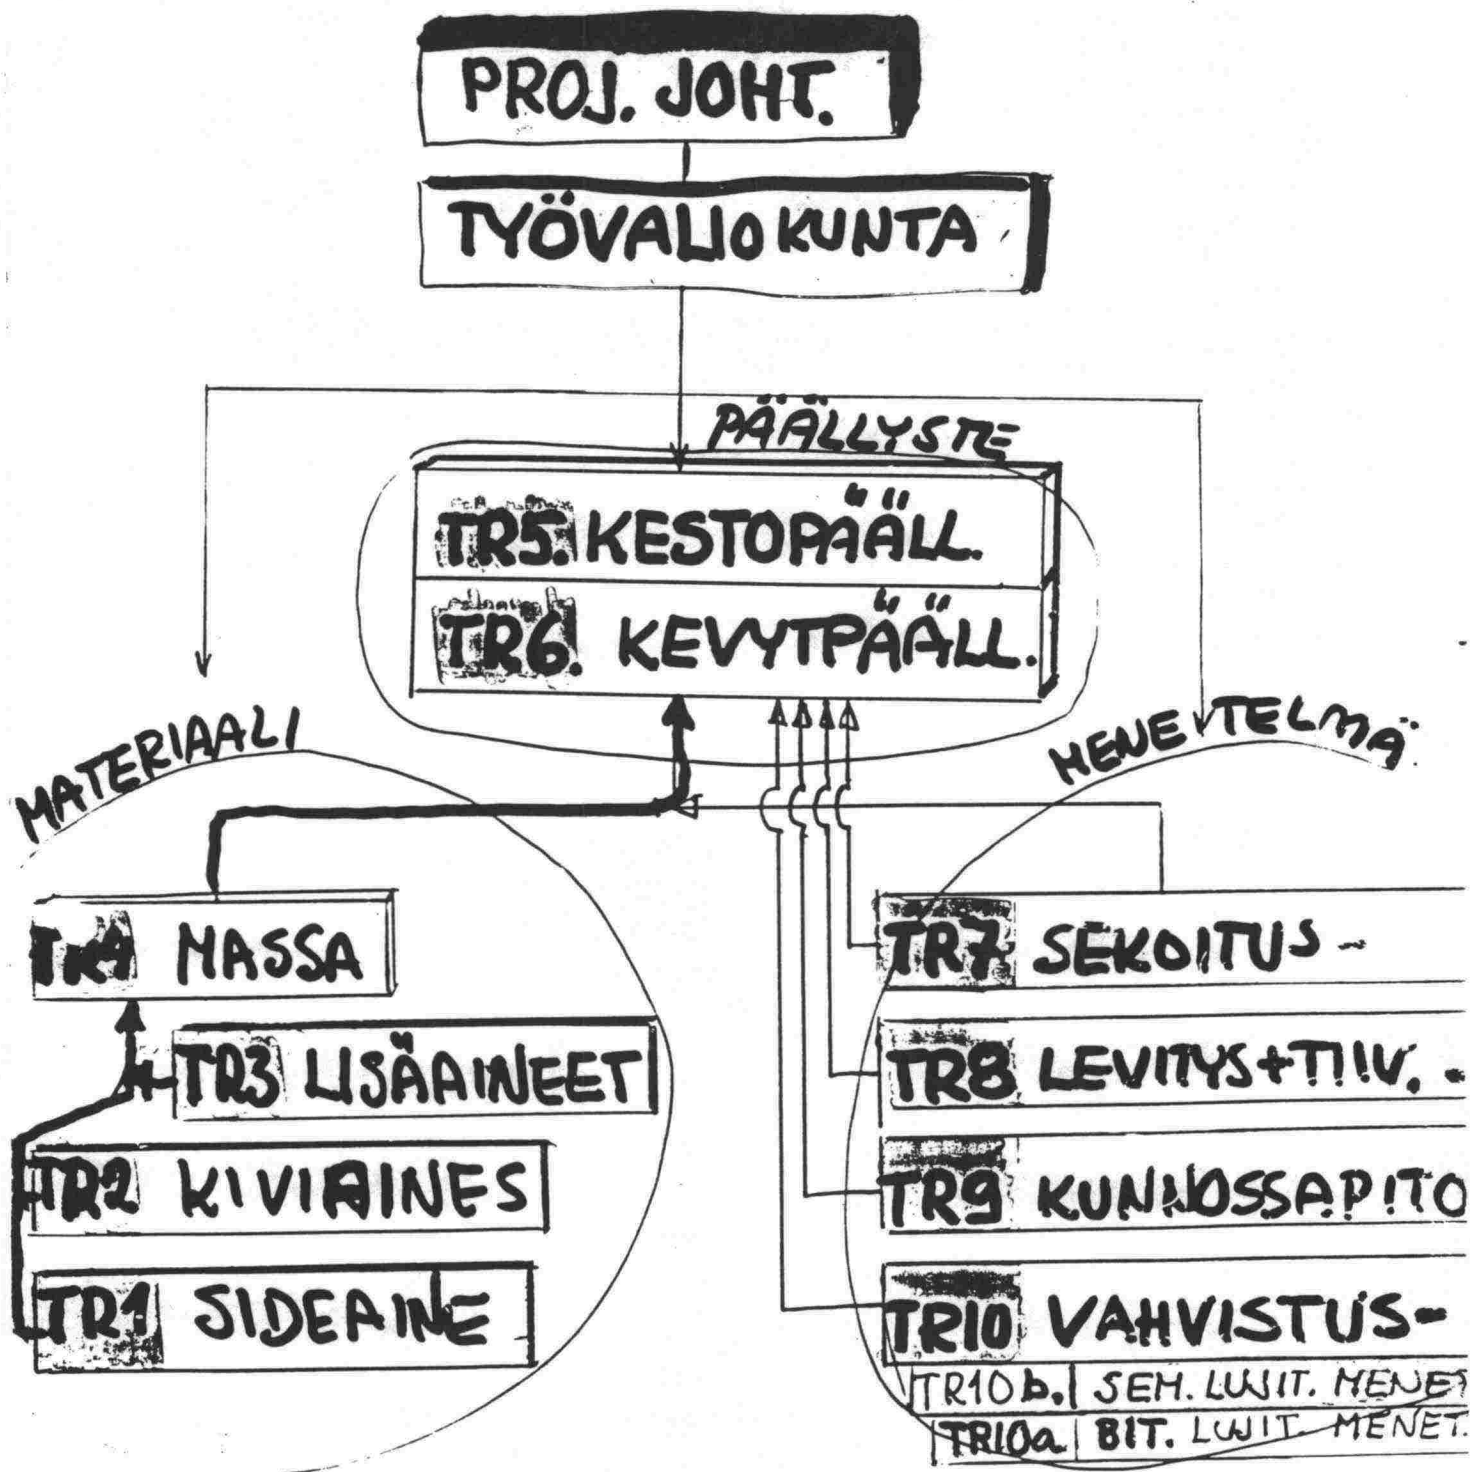 PROJ. JOHT.
TYÖVALIOKUNTA
PÄÄLLYSTE
TR5. KESTOPÄÄLL.
TR6. KEVYTPÄÄLL.
MATERIAALI
TR4 MASSA
TR3 LISÄAINEET
TR2 KIVIAINES
TR1 SIDEAINE
MENETELMÄ
TR7 SEKOITUS-
TR8 LEVITYS+TIIV.-
TR9 KUNNOSSAPITO
TR10 VAHVISTUS-
TR10b. SEM. LUJIT. MENET
TR10a BIT. LUJIT. MENET.